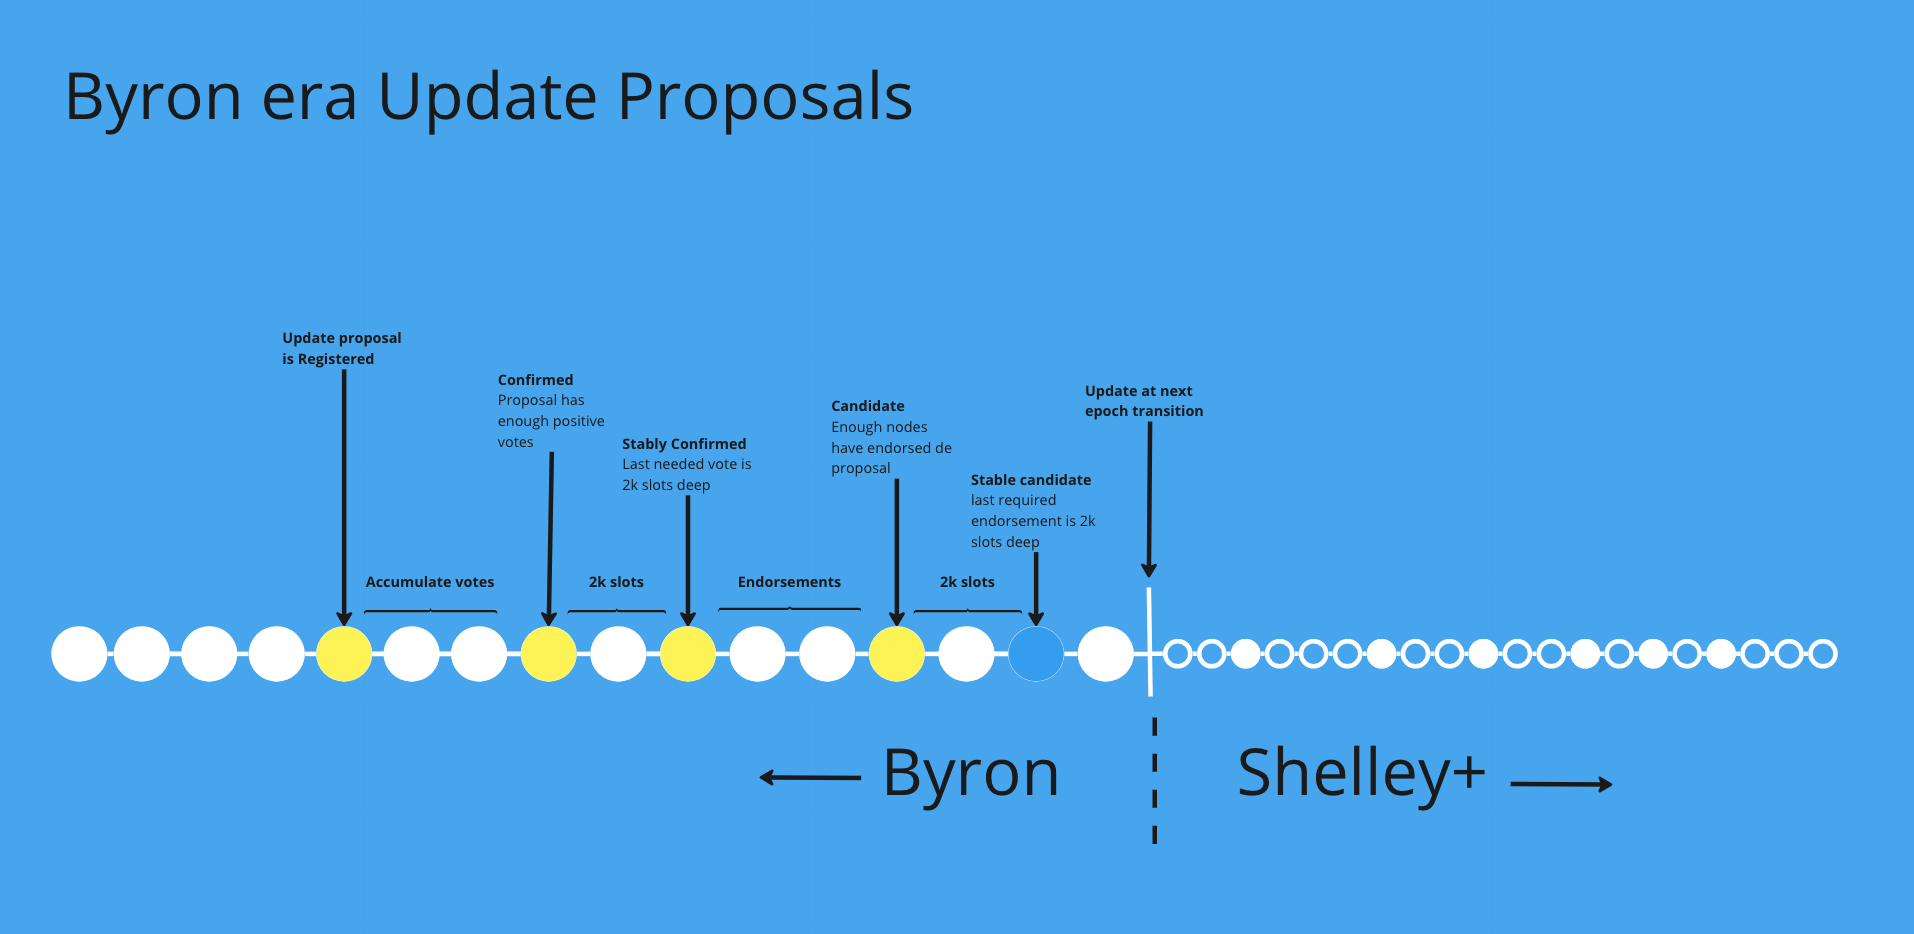 Byron era Update Proposals
Update proposal
is Registered
Confirmed
Proposal has
enough positive
votes
Stably Confirmed
Last needed vote is
2k slots deep
Candidate
Enough nodes
have endorsed de
proposal
Stable candidate
last required
endorsement is 2k
slots deep
Update at next
epoch transition
Accumulate votes
2k slots
Endorsements
2k slots
Byron
Shelley+